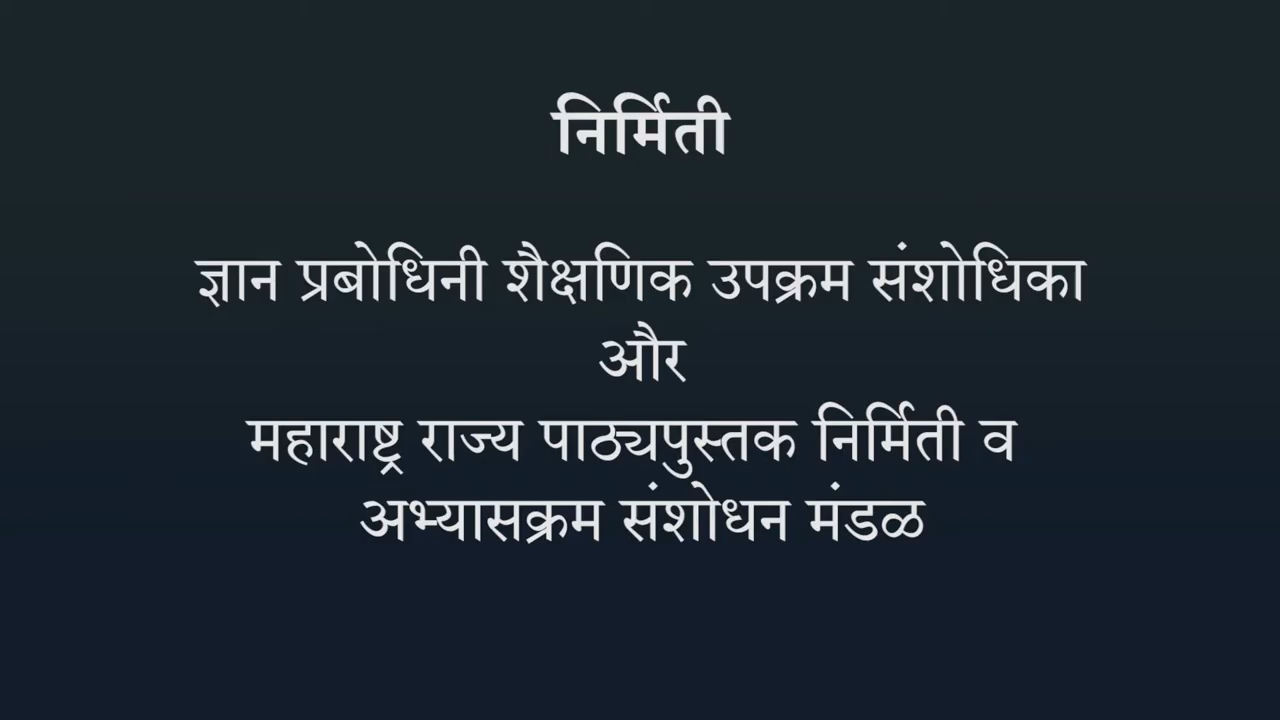 निर्मिती
ज्ञान प्रबोधिनी शैक्षणिक उपक्रम संशोधिका
और
महाराष्ट्र राज्य पाठ्यपुस्तक निर्मिती व
अभ्यासक्रम संशोधन मंडळ